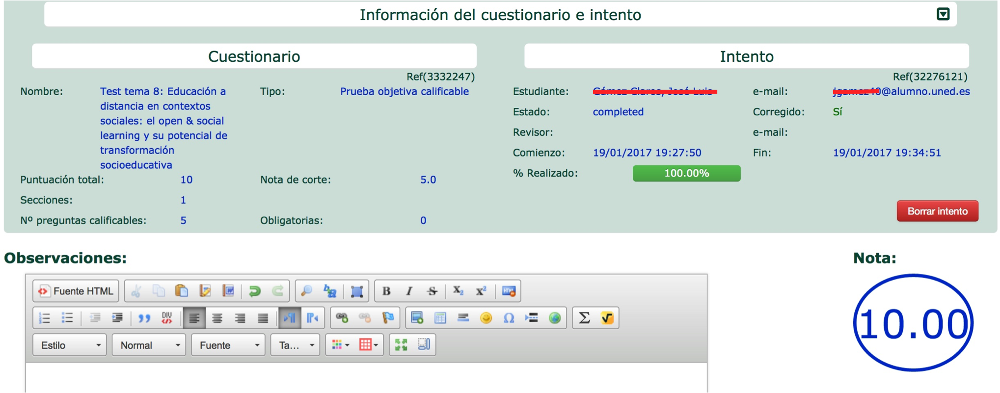 Información del cuestionario e intento
Cuestionario
Ref(3332247)
Nombre: Test tema 8: Educación a Tipo: Prueba objetiva calificable
distancia en contextos
sociales: el open & social
learning y su potencial de
transformación
socioeducativa
Puntuación total: 10 Nota de corte: 5.0
Secciones: 1
Nº preguntas calificables: 5 Obligatorias: 0
Intento
Ref(32276121)
Estudiante: e-mail: @alumno.uned.es
Estado: completed Corregido: Sí
Revisor: e-mail:
Comienzo: 19/01/2017 19:27:50 Fin: 19/01/2017 19:34:51
% Realizado: 100.00%
Borrar intento
Observaciones:
Nota:
Fuente HTML
Estilo Normal Fuente Ta...
10.00